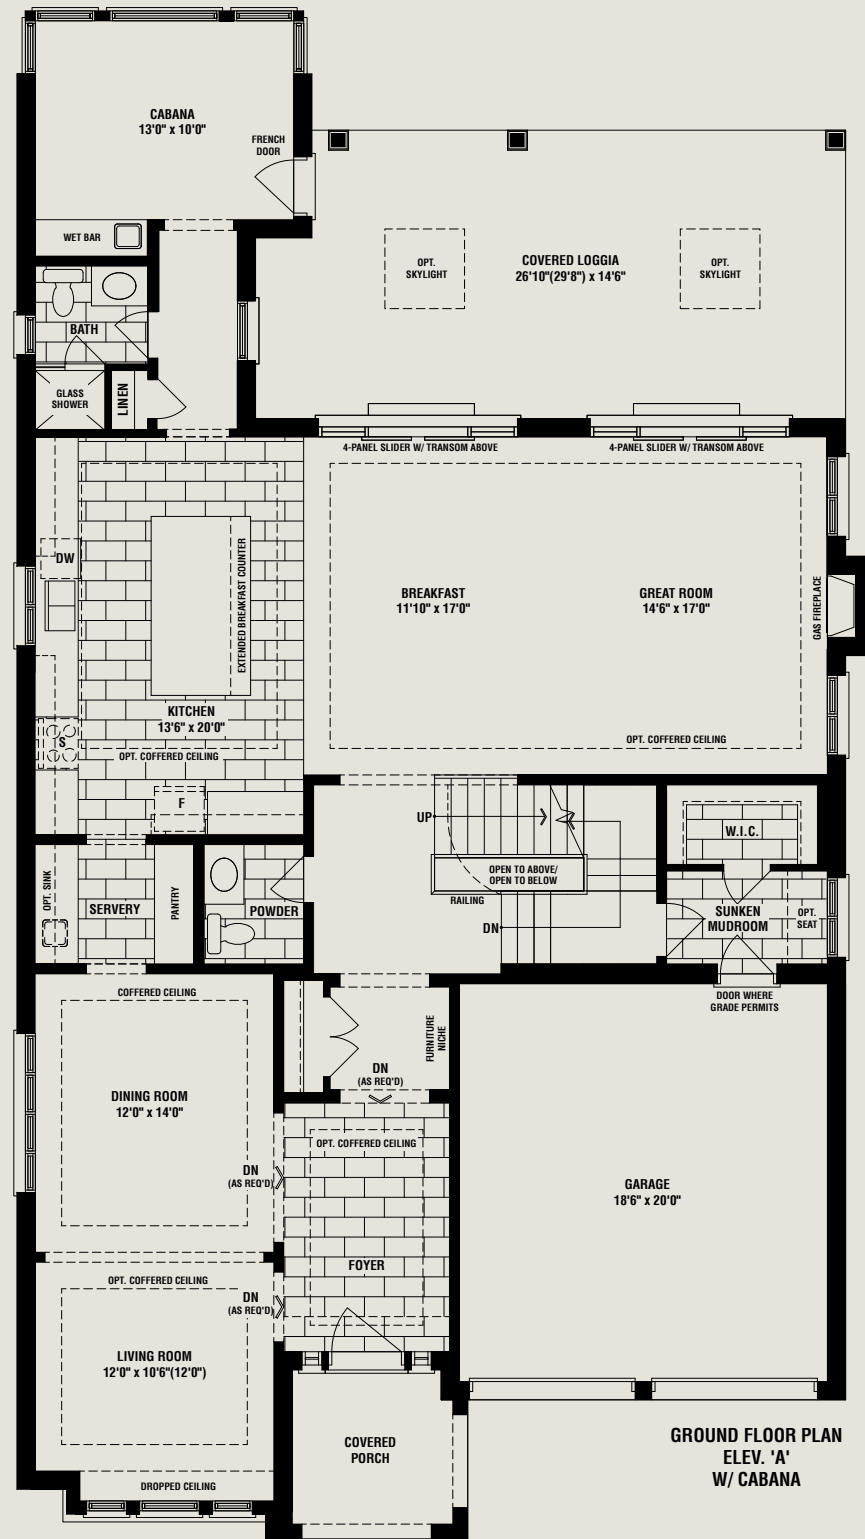 CABANA
13'0" x 10'0"
FRENCH
DOOR
WET BAR
OPT.
SKYLIGHT
COVERED LOGGIA
26'10"(29'8") x 14'6"
OPT.
SKYLIGHT
BATH
GLASS
SHOWER
LINEN
4-PANEL SLIDER W/ TRANSOM ABOVE
4-PANEL SLIDER W/ TRANSOM ABOVE
DW
EXTENDED BREAKFAST COUNTER
BREAKFAST
11'10" x 17'0"
GREAT ROOM
14'6" x 17'0"
GAS FIREPLACE
KITCHEN
13'6" x 20'0"
S
OPT. COFFERED CEILING
OPT. COFFERED CEILING
F
UP
W.I.C.
OPEN TO ABOVE/
OPEN TO BELOW
RAILING
OPT. SINK
SERVERY
PANTRY
POWDER
DN
SUNKEN
MUDROOM
OPT.
SEAT
COFFERED CEILING
DOOR WHERE
GRADE PERMITS
FURNITURE
NICHE
DN
(AS REQ'D)
DINING ROOM
12'0" x 14'0"
OPT. COFFERED CEILING
DN
(AS REQ'D)
GARAGE
18'6" x 20'0"
FOYER
OPT. COFFERED CEILING
DN
(AS REQ'D)
LIVING ROOM
12'0" x 10'6"(12'0")
COVERED
PORCH
DROPPED CEILING
GROUND FLOOR PLAN
ELEV. 'A'
W/ CABANA